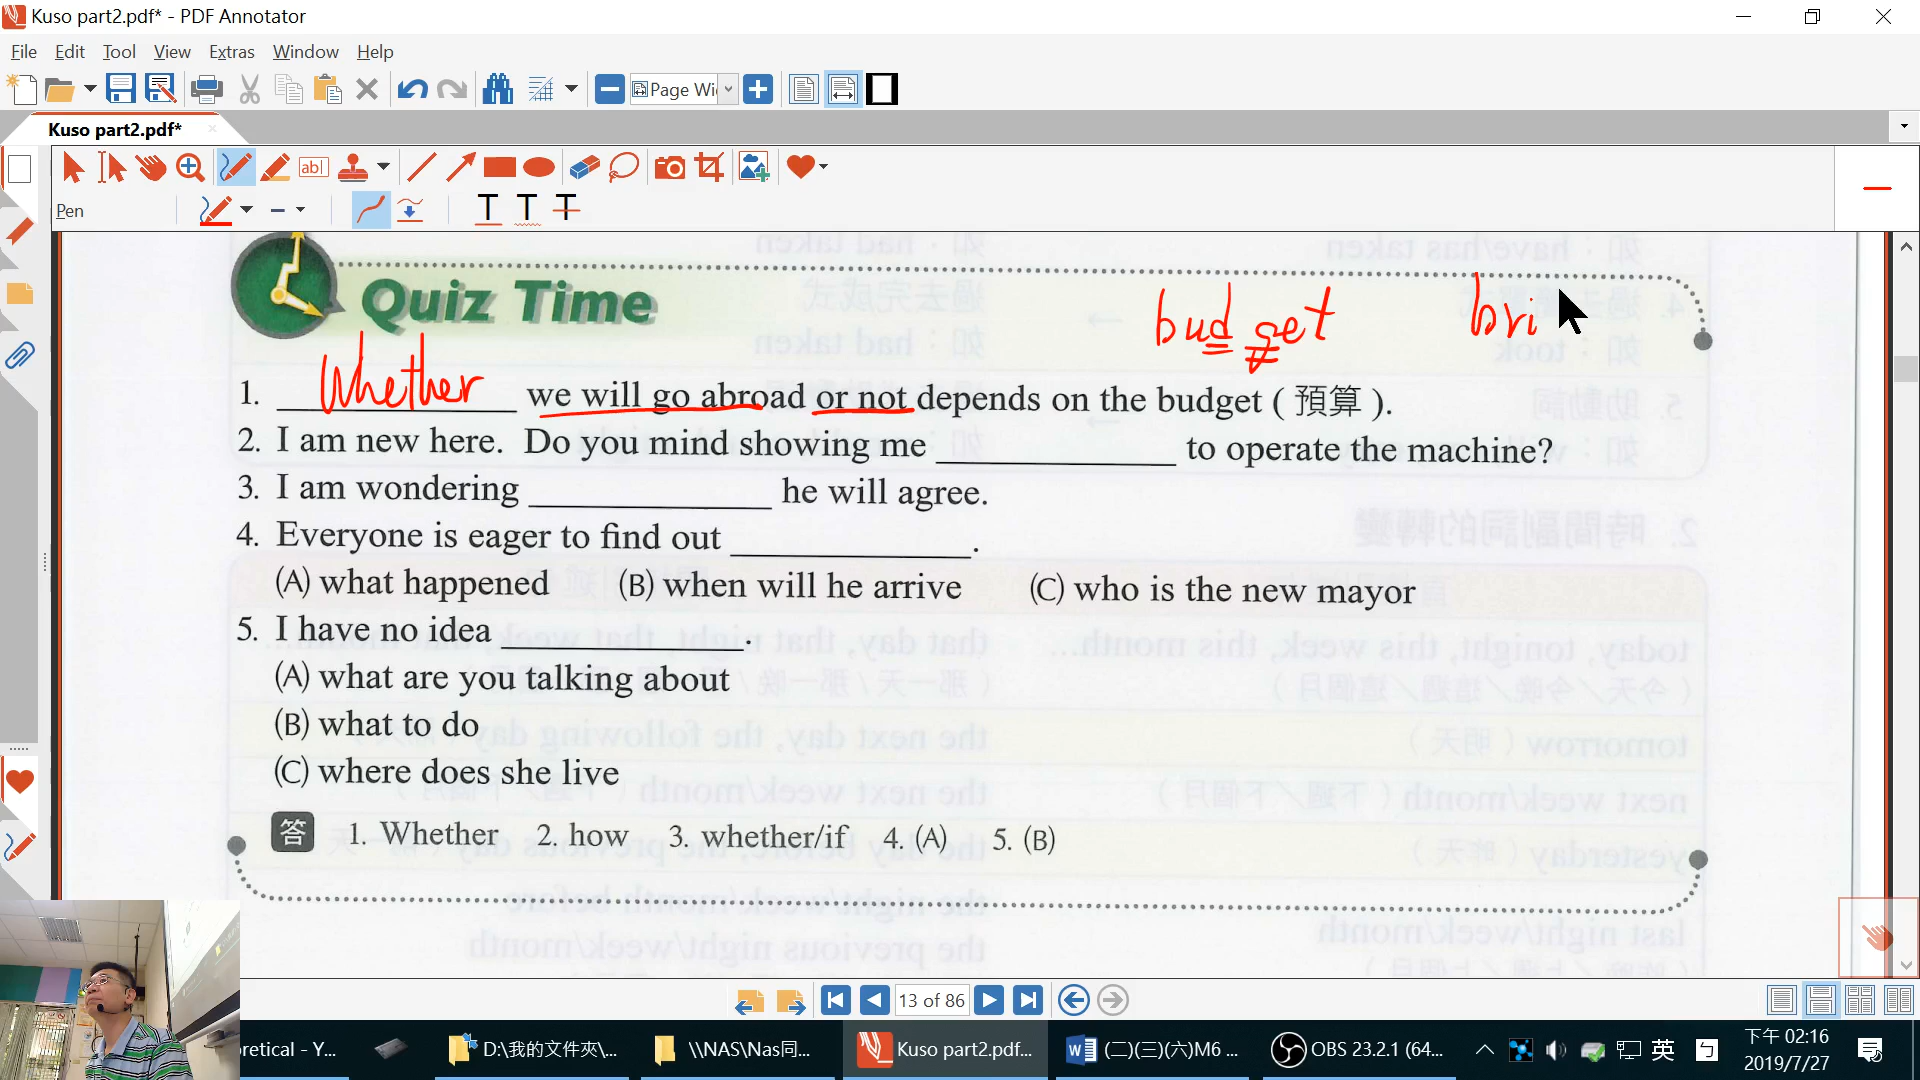 Kuso part2.pdf* - PDF Annotator
File Edit Tool View Extras Window Help
Page Wi
Kuso part2.pdf*
Pen
Quiz Time
budget bri
Whether
1. we will go abroad or not depends on the budget ( 預算 ).
2. I am new here. Do you mind showing me ____________ to operate the machine?
3. I am wondering ____________ he will agree.
4. Everyone is eager to find out ____________.
(A) what happened (B) when will he arrive (C) who is the new mayor
5. I have no idea ____________.
(A) what are you talking about
(B) what to do
(C) where does she live
答 1. Whether 2. how 3. whether/if 4. (A) 5. (B)
13 of 86
retical - Y... D:\我的文件夾\... \\NAS\Nas同... Kuso part2.pdf... (二)(三)(六)M6 ... OBS 23.2.1 (64... 英 ㄅ 下午 02:16
2019/7/27